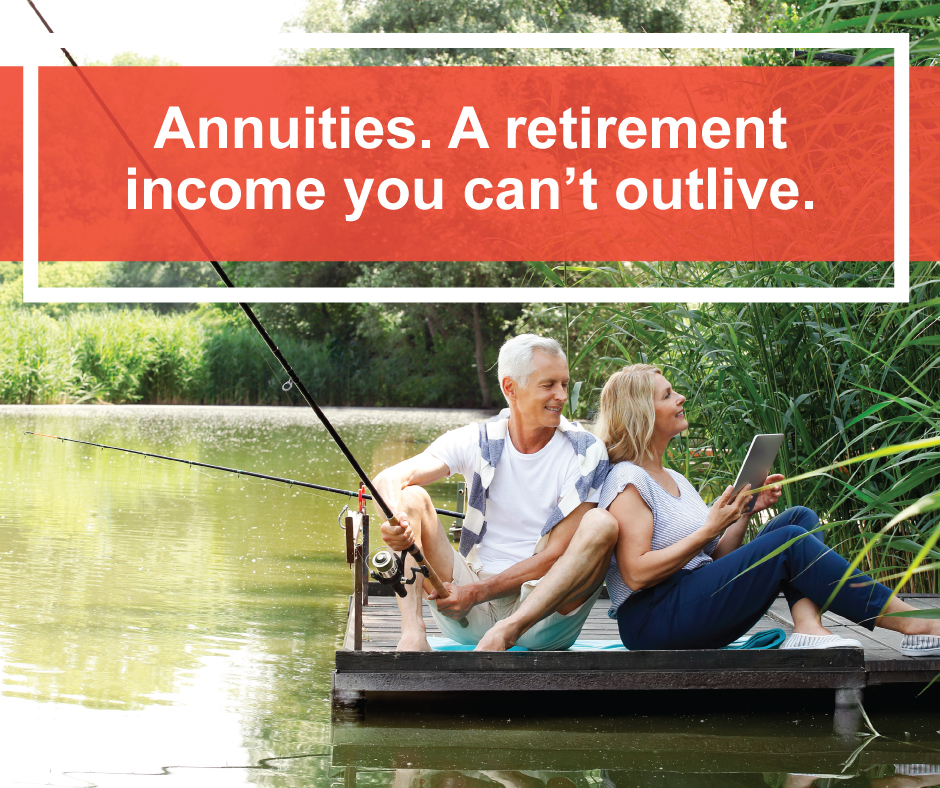 Annuities. A retirement
income you can’t outlive.